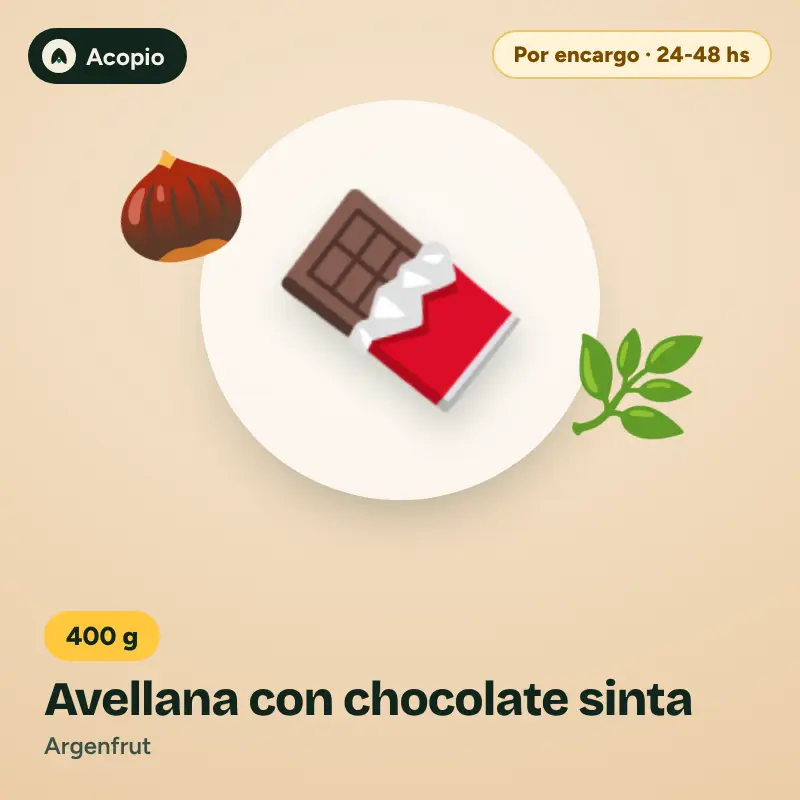 Acopio
Por encargo · 24-48 hs
400 g
Avellana con chocolate sinta
Argenfrut